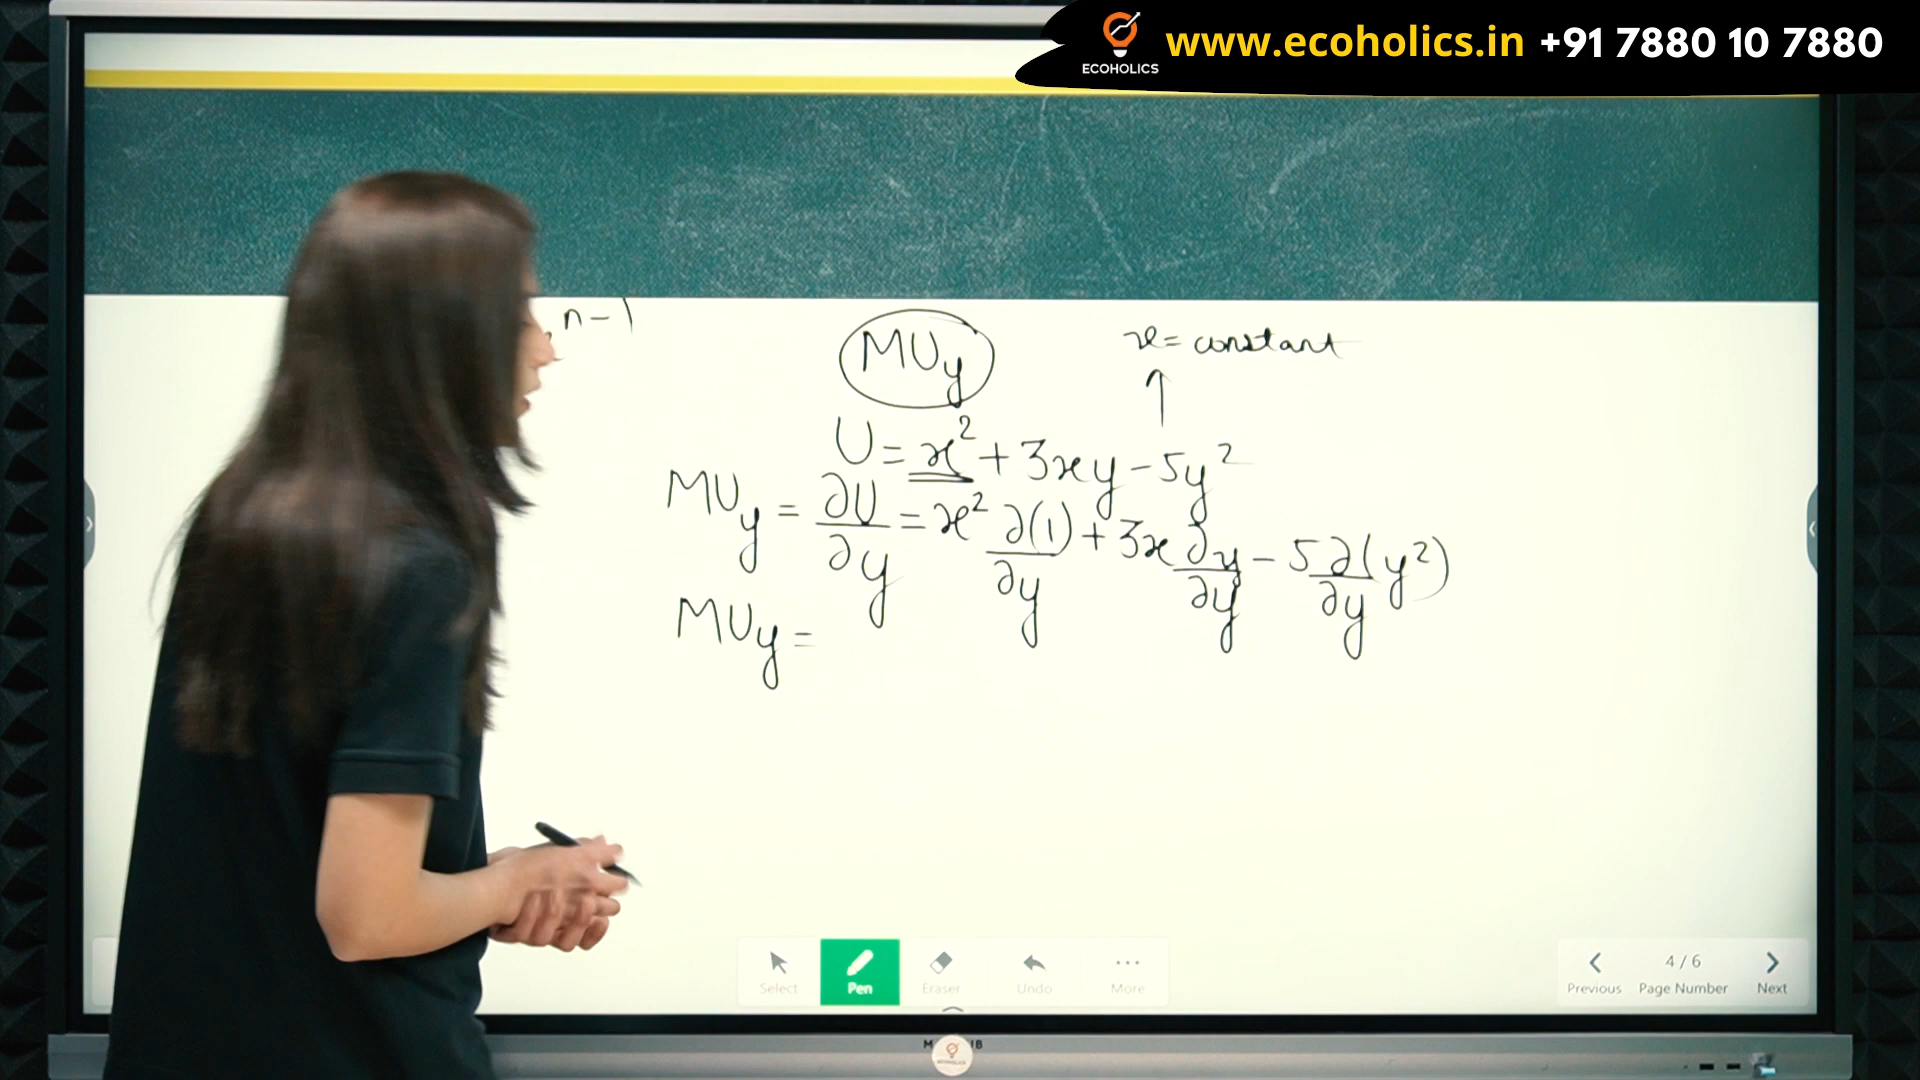 www.ecoholics.in +91 7880 10 7880
ECOHOLICS
n-1
MUy
x = constant
↑
U = x² + 3xy - 5y²
MUy = ∂U/∂y = x² ∂(1)/∂y + 3x ∂y/∂y - 5 ∂(y²)/∂y
MUy =
Select
Pen
Eraser
Undo
More
Previous
4 / 6
Page Number
Next
ECOHOLICS